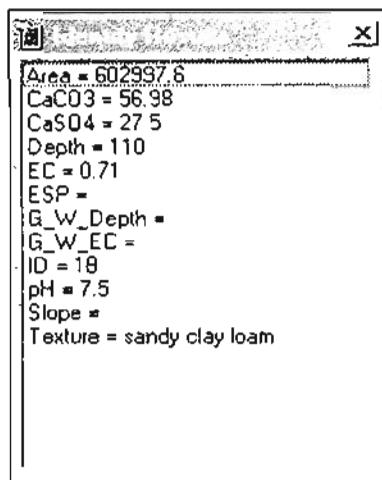 Area = 602997.6
CaCO3 = 56.98
CaSO4 = 27.5
Depth = 110
EC = 0.71
ESP =
G_W_Depth =
G_W_EC =
ID = 18
pH = 7.5
Slope =
Texture = sandy clay loam